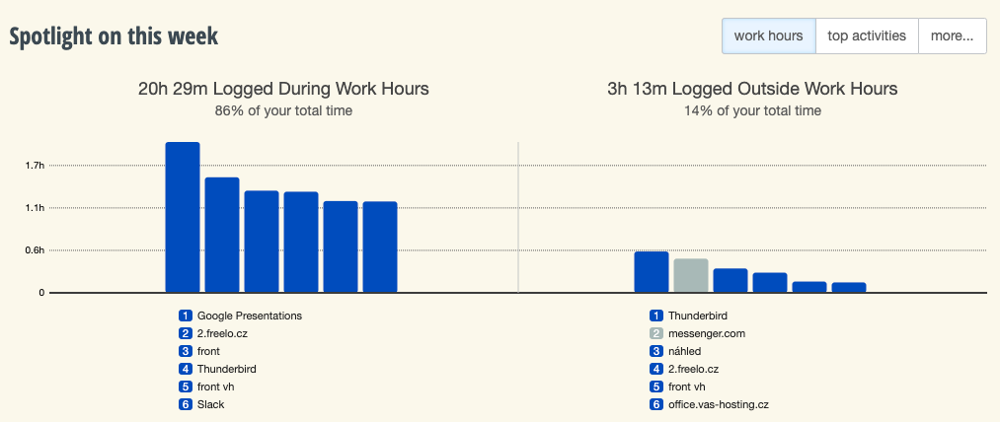 Spotlight on this week
work hours
top activities
more...
20h 29m Logged During Work Hours
86% of your total time
3h 13m Logged Outside Work Hours
14% of your total time
1.7h
1.1h
0.6h
0
1 Google Presentations
2 2.freelo.cz
3 front
4 Thunderbird
5 front vh
6 Slack
1 Thunderbird
2 messenger.com
3 náhled
4 2.freelo.cz
5 front vh
6 office.vas-hosting.cz